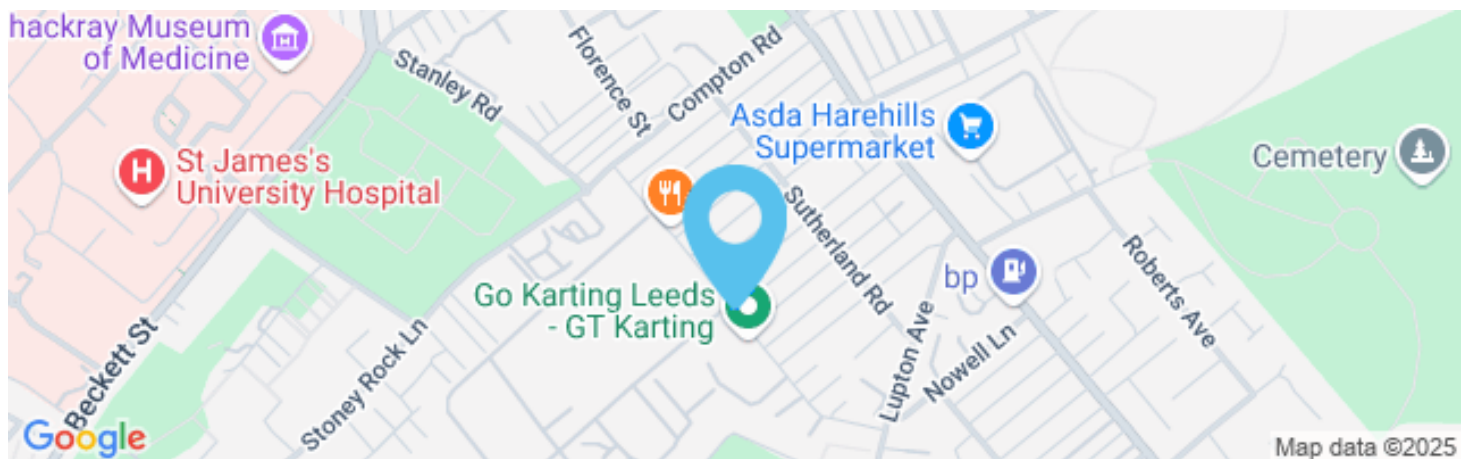 hackray Museum
of Medicine
Stanley Rd
Florence St
Compton Rd
Asda Harehills
Supermarket
Cemetery
St James's
University Hospital
Sutherland Rd
Roberts Ave
bp
Go Karting Leeds
- GT Karting
Lupton Ave
Nowell Ln
Stoney Rock Ln
Beckett St
Google
Map data ©2025